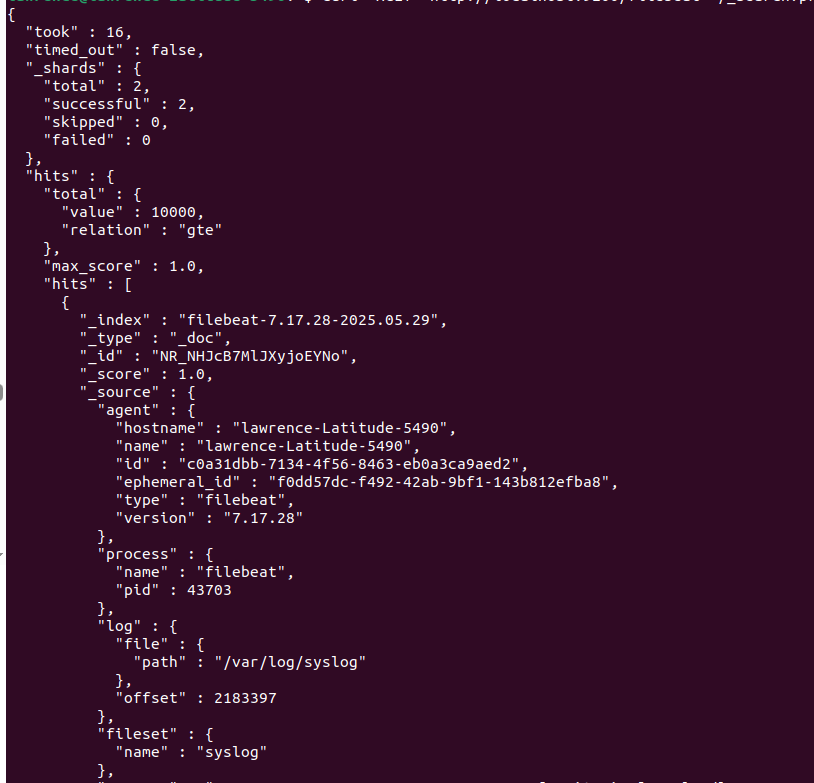 {
  "took" : 16,
  "timed_out" : false,
  "_shards" : {
    "total" : 2,
    "successful" : 2,
    "skipped" : 0,
    "failed" : 0
  },
  "hits" : {
    "total" : {
      "value" : 10000,
      "relation" : "gte"
    },
    "max_score" : 1.0,
    "hits" : [
      {
        "_index" : "filebeat-7.17.28-2025.05.29",
        "_type" : "_doc",
        "_id" : "NR_NHJcB7MlJXyjoEYNo",
        "_score" : 1.0,
        "_source" : {
          "agent" : {
            "hostname" : "lawrence-Latitude-5490",
            "name" : "lawrence-Latitude-5490",
            "id" : "c0a31dbb-7134-4f56-8463-eb0a3ca9aed2",
            "ephemeral_id" : "f0dd57dc-f492-42ab-9bf1-143b812efba8",
            "type" : "filebeat",
            "version" : "7.17.28"
          },
          "process" : {
            "name" : "filebeat",
            "pid" : 43703
          },
          "log" : {
            "file" : {
              "path" : "/var/log/syslog"
            },
            "offset" : 2183397
          },
          "fileset" : {
            "name" : "syslog"
          },